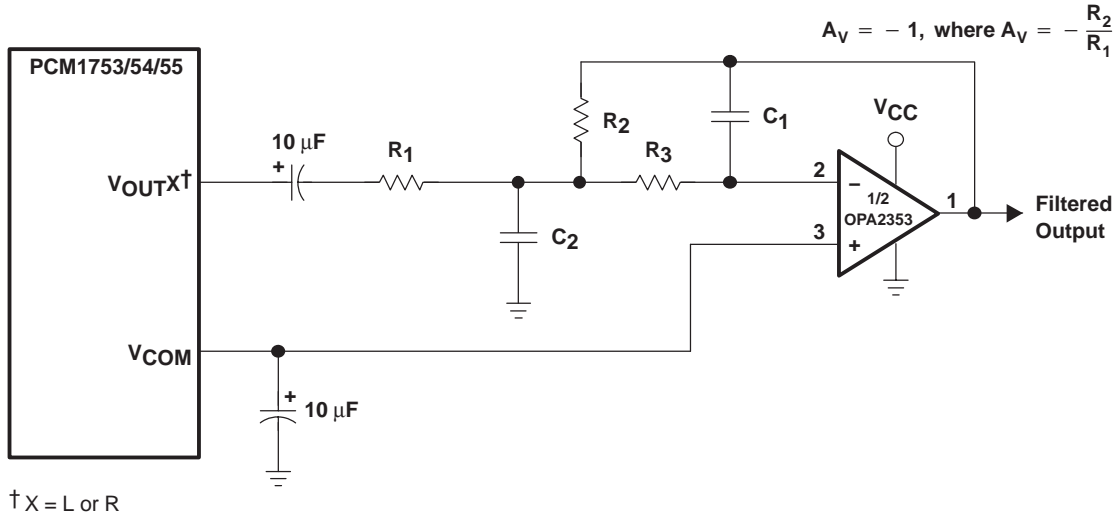 A_V = − 1, where A_V = − R_2/R_1
PCM1753/54/55
V_CC
10 μF
R_1
R_2
R_3
C_1
+
V_OUTX†
2
−
1/2
OPA2353
1
Filtered
Output
C_2
3
+
V_COM
+
10 μF
† X = L or R